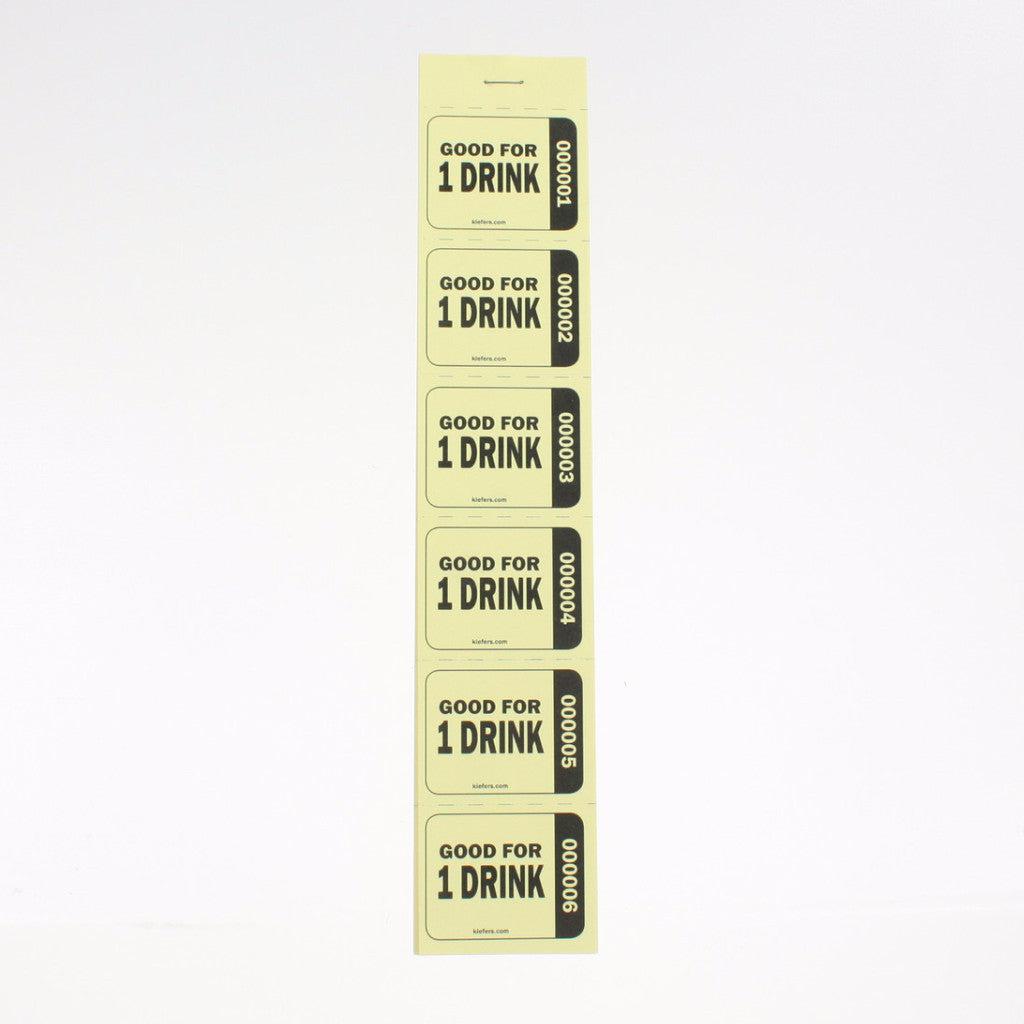 GOOD FOR
1 DRINK
kiefers.com
000001
GOOD FOR
1 DRINK
kiefers.com
000002
GOOD FOR
1 DRINK
kiefers.com
000003
GOOD FOR
1 DRINK
kiefers.com
000004
GOOD FOR
1 DRINK
kiefers.com
000005
GOOD FOR
1 DRINK
kiefers.com
000006